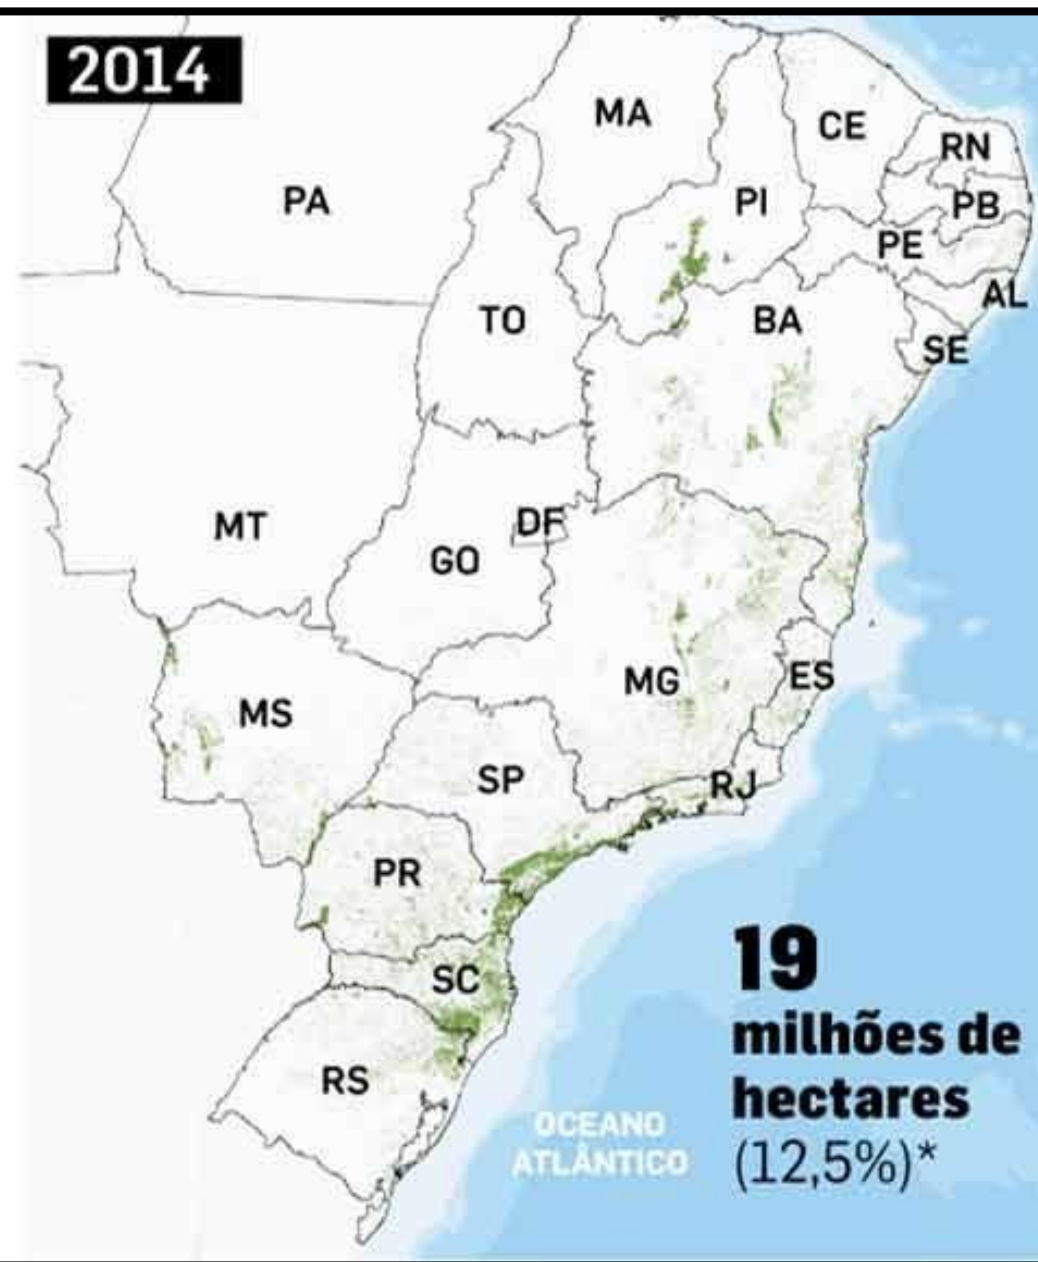 2014
MA
CE
RN
PA
PI
PB
PE
AL
TO
BA
SE
MT
DF
GO
MG
ES
MS
SP
RJ
PR
SC
RS
19
milhões de
hectares
(12,5%)*
OCEANO
ATLÂNTICO